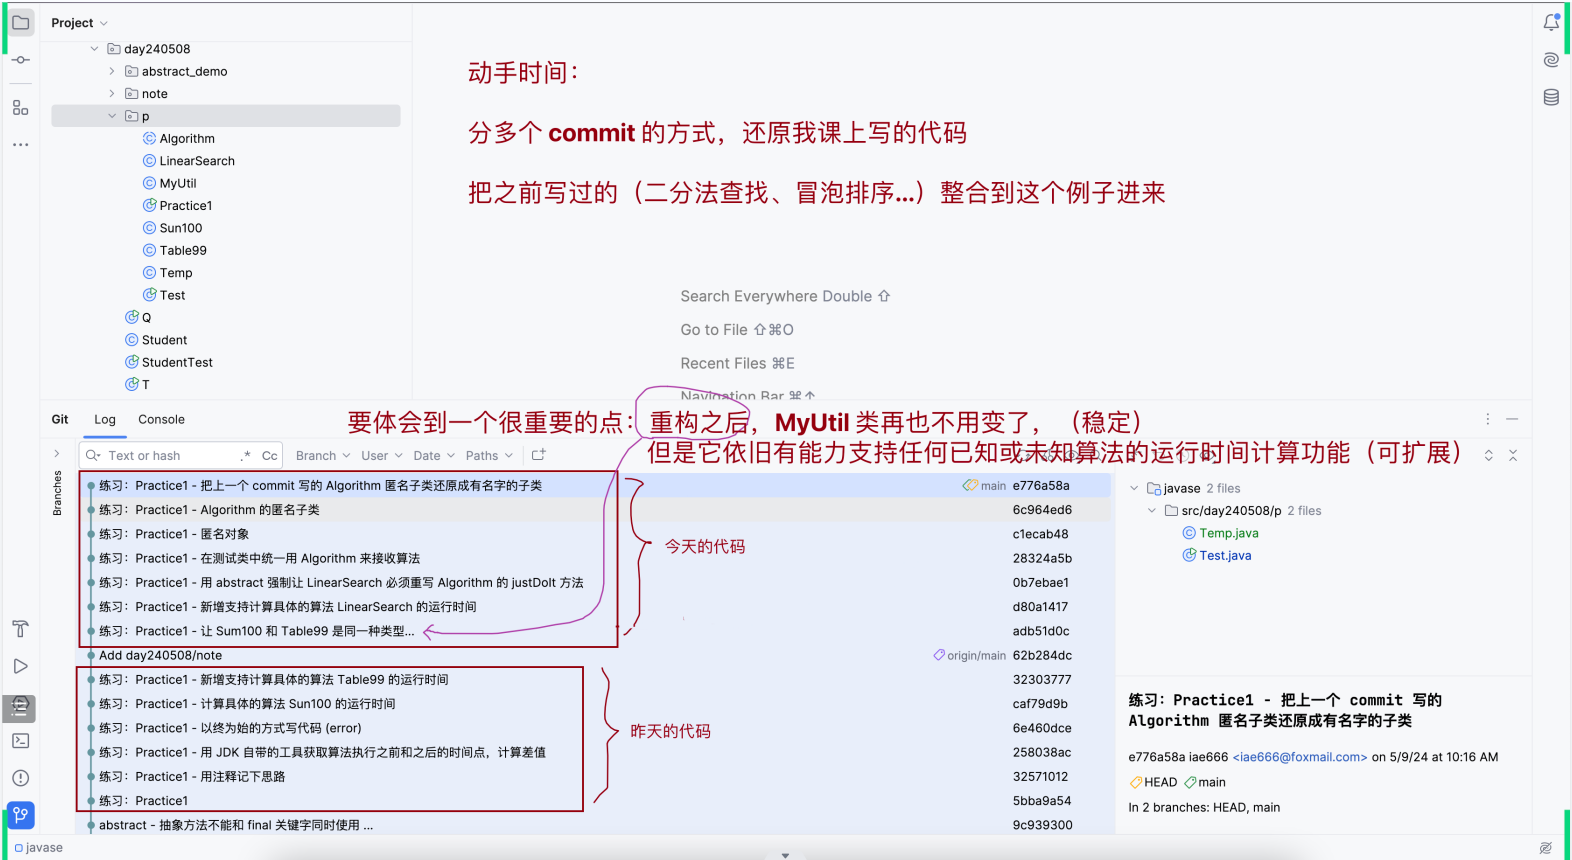 Project
day240508
abstract_demo
note
p
Algorithm
LinearSearch
MyUtil
Practice1
Sun100
Table99
Temp
Test
Q
Student
StudentTest
T
动手时间：
分多个 commit 的方式，还原我课上写的代码
把之前写过的（二分法查找、冒泡排序...）整合到这个例子进来
Search Everywhere Double ⇧
Go to File ⇧⌘O
Recent Files ⌘E
Navigation Bar ⌘↑
要体会到一个很重要的点：重构之后，MyUtil 类再也不用变了，（稳定）
但是它依旧有能力支持任何已知或未知算法的运行时间计算功能（可扩展）
Git Log Console
Text or hash .* Cc Branch User Date Paths
Branches
练习：Practice1 - 把上一个 commit 写的 Algorithm 匿名子类还原成有名字的子类 main e776a58a
练习：Practice1 - Algorithm 的匿名子类 6c964ed6
练习：Practice1 - 匿名对象 c1ecab48
练习：Practice1 - 在测试类中统一用 Algorithm 来接收算法 28324a5b
练习：Practice1 - 用 abstract 强制让 LinearSearch 必须重写 Algorithm 的 justDoIt 方法 0b7ebae1
练习：Practice1 - 新增支持计算具体的算法 LinearSearch 的运行时间 d80a1417
练习：Practice1 - 让 Sum100 和 Table99 是同一种类型... adb51d0c
今天的代码
Add day240508/note origin/main 62b284dc
练习：Practice1 - 新增支持计算具体的算法 Table99 的运行时间 32303777
练习：Practice1 - 计算具体的算法 Sun100 的运行时间 caf79d9b
练习：Practice1 - 以终为始的方式写代码 (error) 6e460dce
练习：Practice1 - 用 JDK 自带的工具获取算法执行之前和之后的时间点，计算差值 258038ac
练习：Practice1 - 用注释记下思路 32571012
练习：Practice1 5bba9a54
昨天的代码
abstract - 抽象方法不能和 final 关键字同时使用 ... 9c939300
javase 2 files
src/day240508/p 2 files
Temp.java
Test.java
练习：Practice1 - 把上一个 commit 写的
Algorithm 匿名子类还原成有名字的子类
e776a58a iae666 <iae666@foxmail.com> on 5/9/24 at 10:16 AM
HEAD main
In 2 branches: HEAD, main
javase